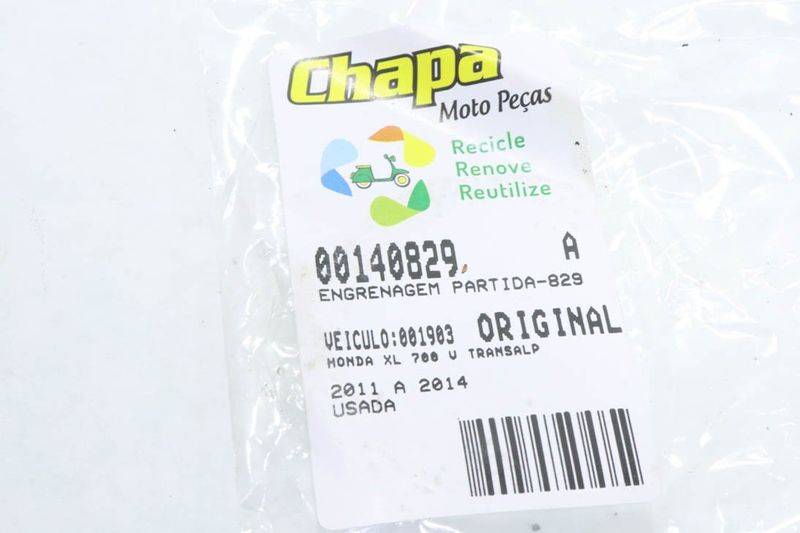 Chapa
Moto Peças
Recicle
Renove
Reutilize
00140829 A
ENGRENAGEM PARTIDA-829
VEICULO:001903 ORIGINAL
HONDA XL 700 V TRANSALP
2011 A 2014
USADA